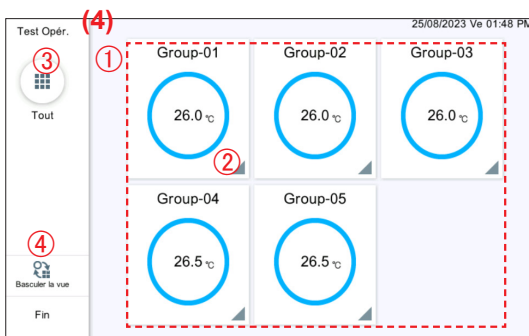 Test Opér.
(4)
25/08/2023 Ve 01:48 PM
③
Tout
①
Group-01
Group-02
Group-03
26.0 °C
26.0 °C
26.0 °C
②
Group-04
Group-05
26.5 °C
26.5 °C
④
Basculer la vue
Fin